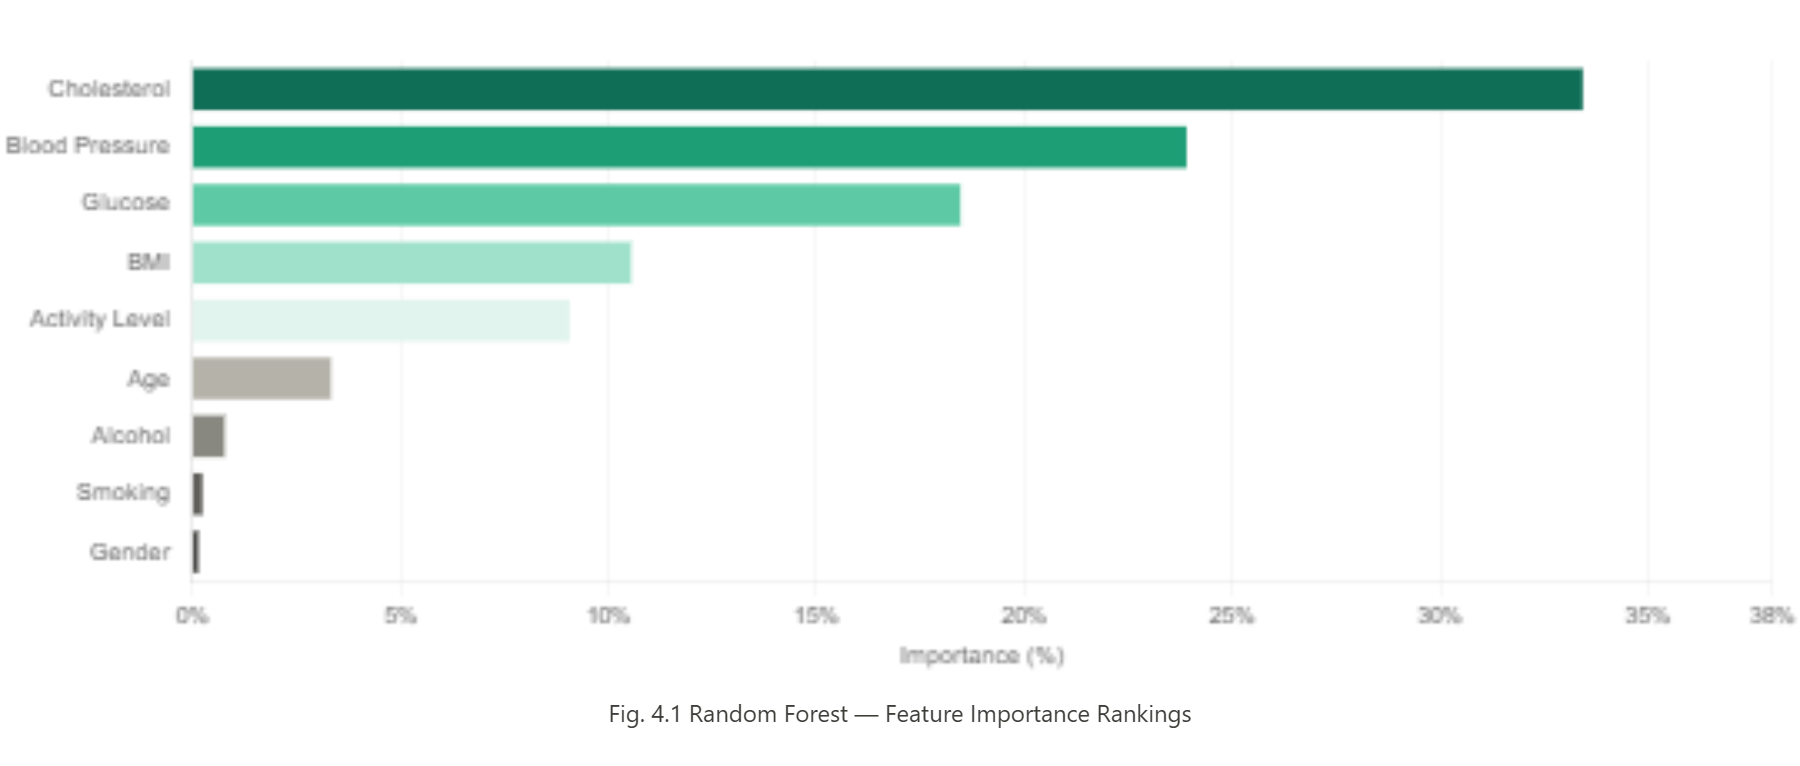 Cholesterol
Blood Pressure
Glucose
BMI
Activity Level
Age
Alcohol
Smoking
Gender
0% 5% 10% 15% 20% 25% 30% 35% 38%
Importance (%)
Fig. 4.1 Random Forest — Feature Importance Rankings